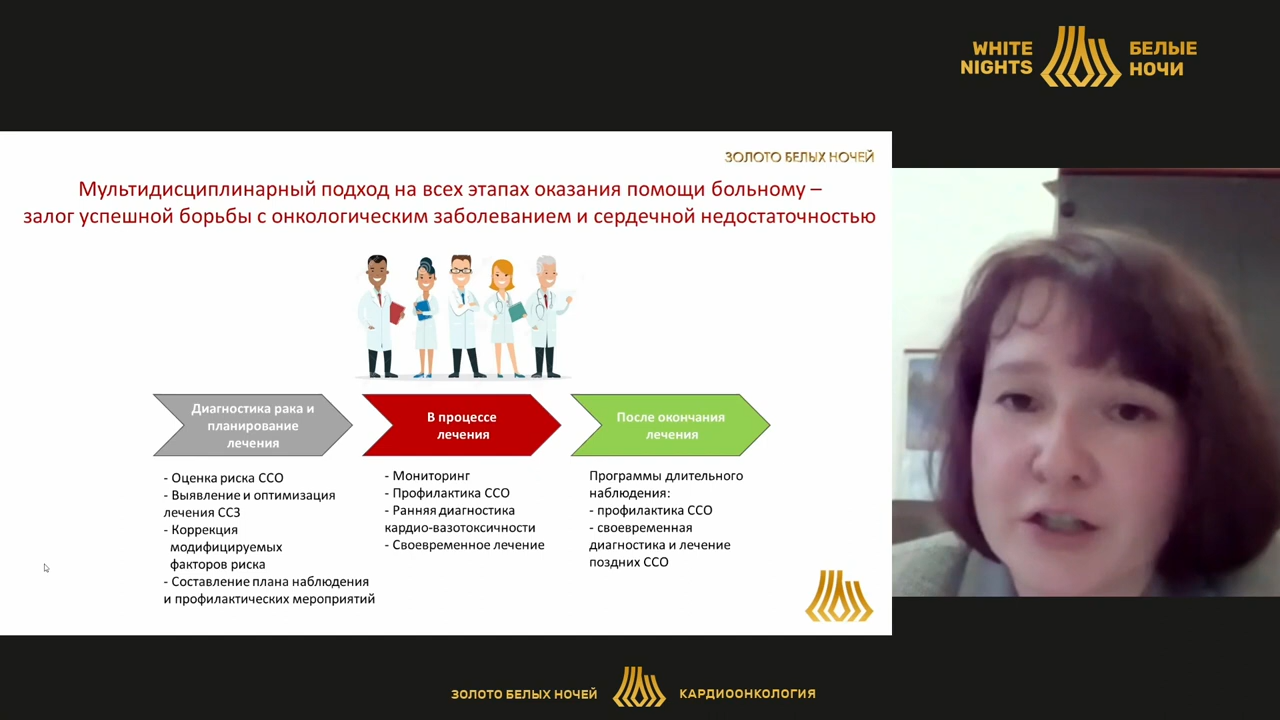 WHITE
NIGHTS
БЕЛЫЕ
НОЧИ
ЗОЛОТО БЕЛЫХ НОЧЕЙ
Мультидисциплинарный подход на всех этапах оказания помощи больному –
залог успешной борьбы с онкологическим заболеванием и сердечной недостаточностью
Диагностика рака и
планирование
лечения
- Оценка риска ССО
- Выявление и оптимизация
лечения ССЗ
- Коррекция
модифицируемых
факторов риска
- Составление плана наблюдения
и профилактических мероприятий
В процессе
лечения
- Мониторинг
- Профилактика ССО
- Ранняя диагностика
кардио-вазотоксичности
- Своевременное лечение
После окончания
лечения
Программы длительного
наблюдения:
- профилактика ССО
- своевременная
диагностика и лечение
поздних ССО
ЗОЛОТО БЕЛЫХ НОЧЕЙ
КАРДИООНКОЛОГИЯ